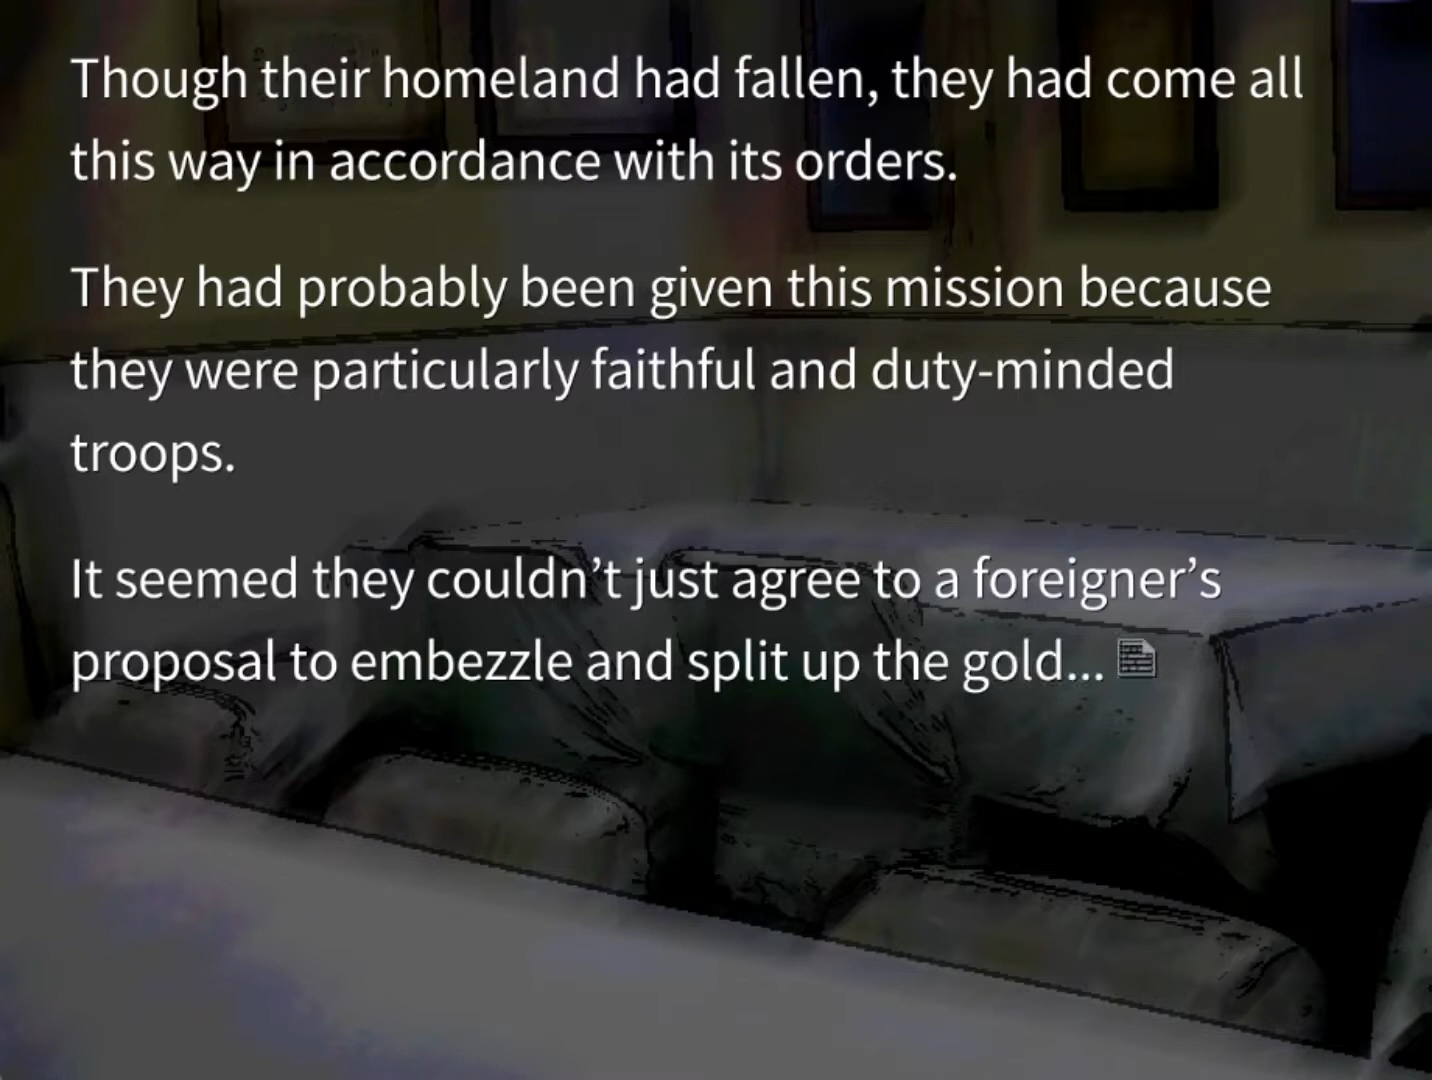 Though their homeland had fallen, they had come all
this way in accordance with its orders.
They had probably been given this mission because
they were particularly faithful and duty-minded
troops.
It seemed they couldn’t just agree to a foreigner’s
proposal to embezzle and split up the gold...